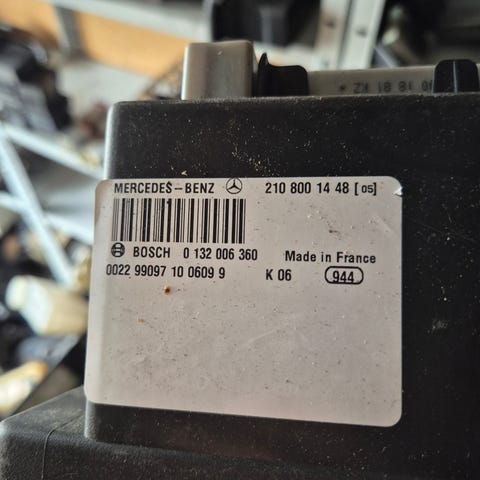 MERCEDES-BENZ 210 800 14 48 [05]
BOSCH 0 132 006 360 Made in France
0022 99097 10 0609 9 K 06 944